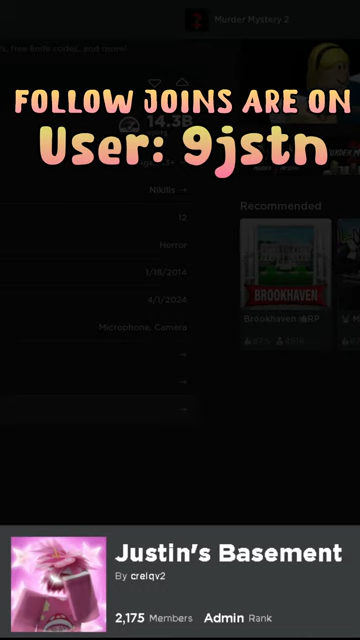 Murder Mystery 2
s, free knife codes, and more!
FOLLOW JOINS ARE ON
14.3B
User: 9jstn
Nikilis →
Recommended
12
Horror
1/18/2014
BROOKHAVEN
4/1/2024
Brookhaven 🏡RP
Microphone, Camera
→
→
→
Justin's Basement
By crelqv2
2,175 Members Admin Rank